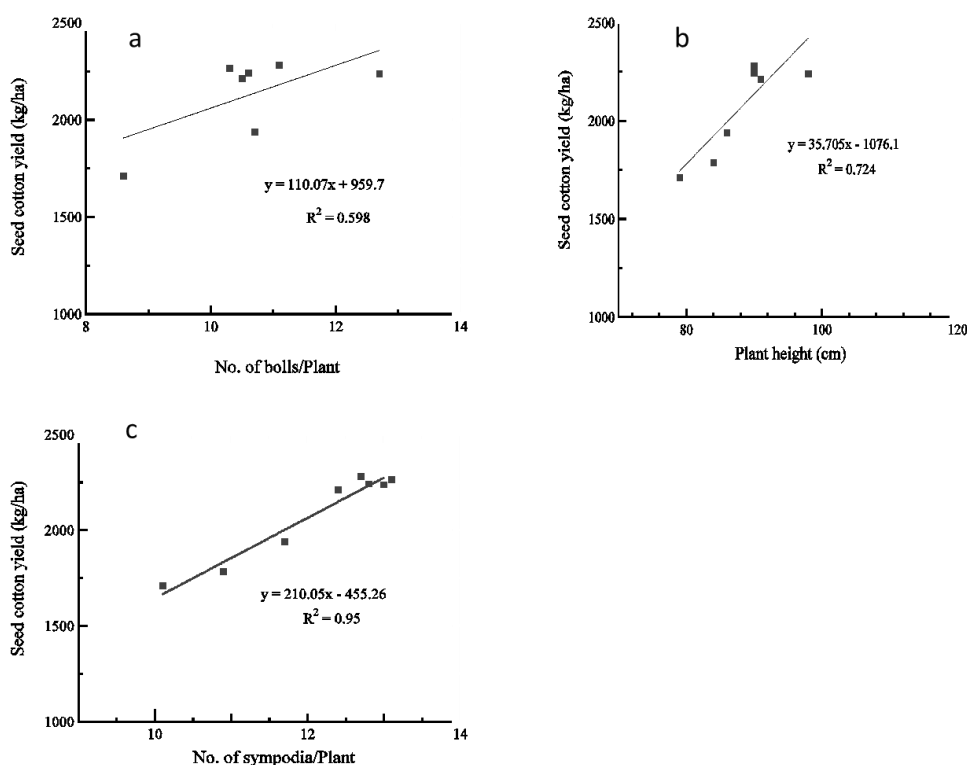 a
2500
2000
1500
1000
8
10
12
14
Seed cotton yield (kg/ha)
No. of bolls/Plant
y = 110.07x + 959.7
R² = 0.598
b
2500
2000
1500
1000
80
100
120
Seed cotton yield (kg/ha)
Plant height (cm)
y = 35.705x - 1076.1
R² = 0.724
c
2500
2000
1500
1000
10
12
14
Seed cotton yield (kg/ha)
No. of sympodia/Plant
y = 210.05x - 455.26
R² = 0.95